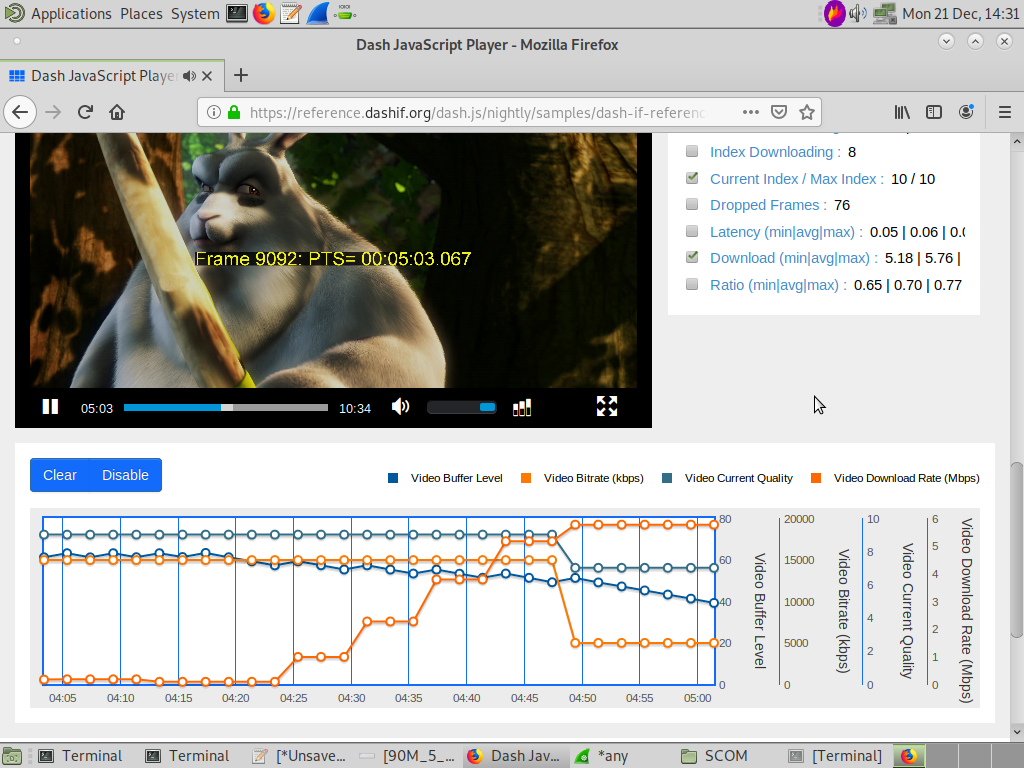 Applications Places System Mon 21 Dec, 14:31
Dash JavaScript Player - Mozilla Firefox
Dash JavaScript Playe
https://reference.dashif.org/dash.js/nightly/samples/dash-if-referenc
Index Downloading : 8
Current Index / Max Index : 10 / 10
Dropped Frames : 76
Latency (min|avg|max) : 0.05 | 0.06 | 0.0
Download (min|avg|max) : 5.18 | 5.76 |
Ratio (min|avg|max) : 0.65 | 0.70 | 0.77
Frame 9092: PTS= 00:05:03.067
05:03 10:34
Clear Disable
Video Buffer Level Video Bitrate (kbps) Video Current Quality Video Download Rate (Mbps)
80 60 40 20 0
Video Buffer Level
20000 15000 10000 5000 0
Video Bitrate (kbps)
10 8 6 4 2 0
Video Current Quality
6 5 4 3 2 1 0
Video Download Rate (Mbps)
04:05 04:10 04:15 04:20 04:25 04:30 04:35 04:40 04:45 04:50 04:55 05:00
Terminal Terminal [*Unsave... [90M_5_... Dash Jav... *any SCOM [Terminal]